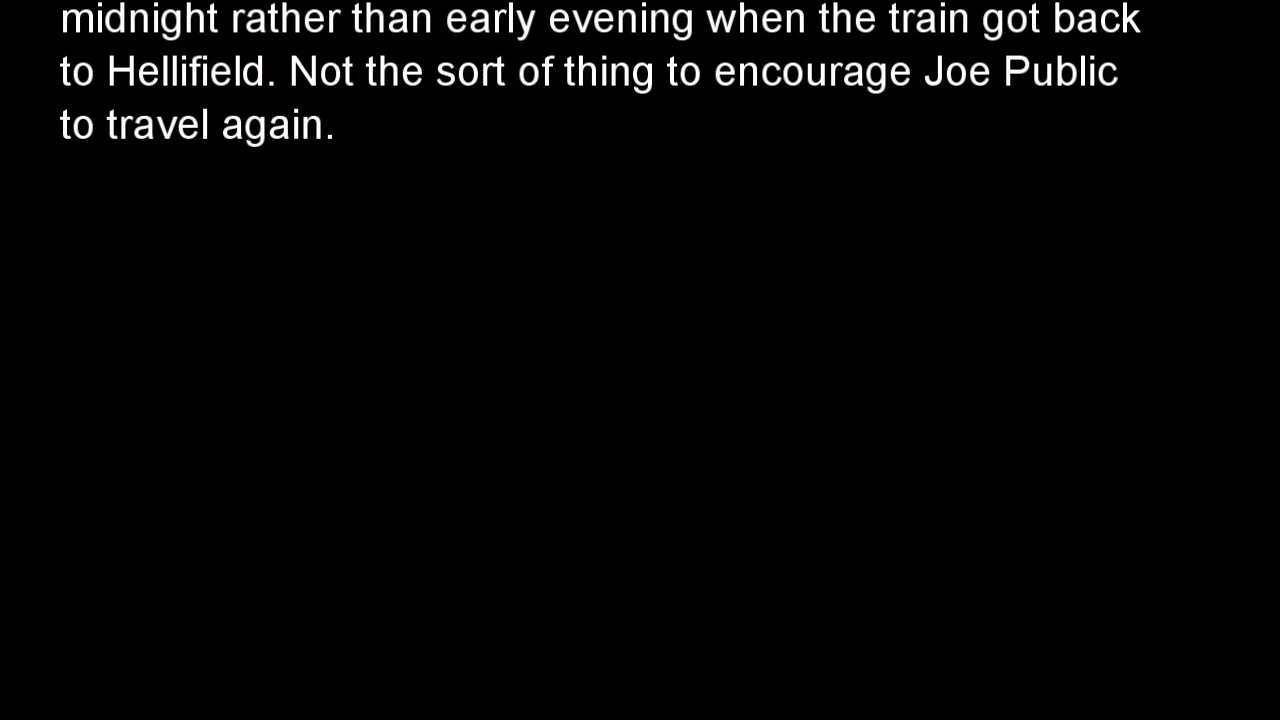 midnight rather than early evening when the train got back
to Hellifield. Not the sort of thing to encourage Joe Public
to travel again.